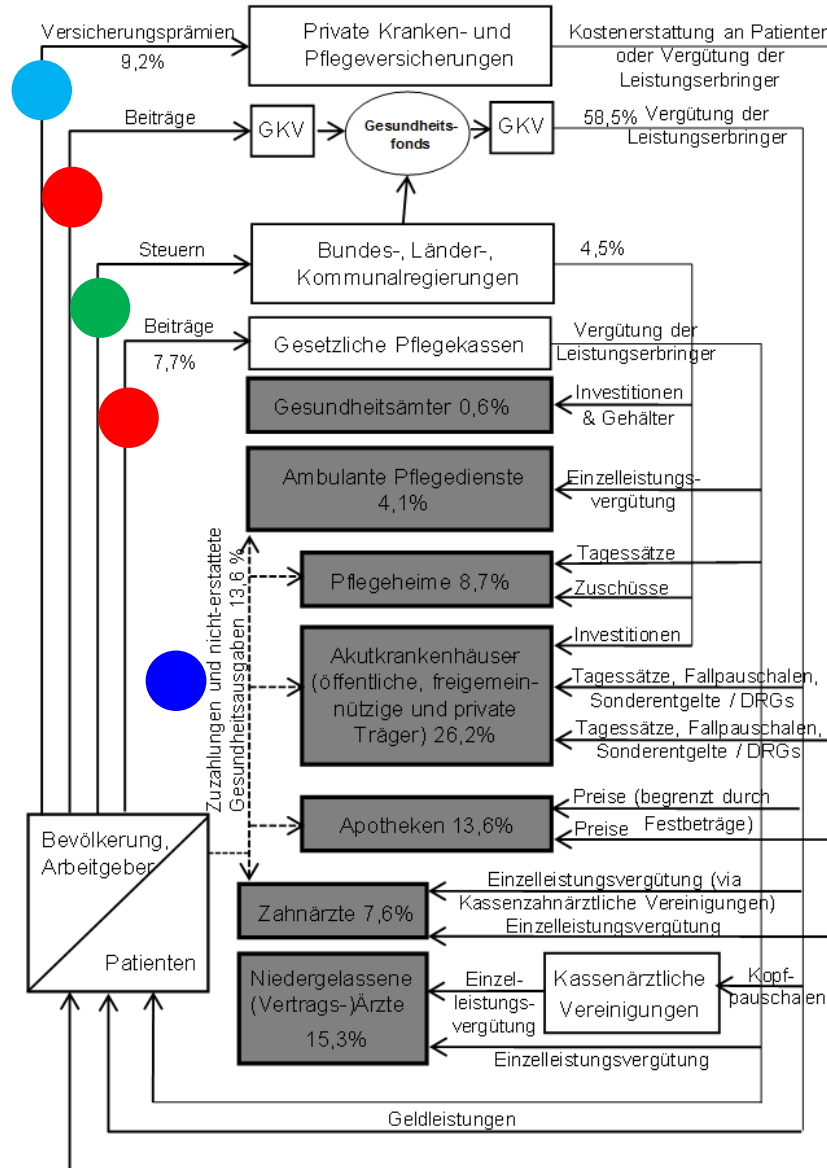 Versicherungsprämien
9,2%
Private Kranken- und
Pflegeversicherungen
Kostenerstattung an Patienten
oder Vergütung der
Leistungserbringer
Beiträge
GKV
Gesundheits-
fonds
GKV
58,5% Vergütung der
Leistungserbringer
Steuern
Bundes-, Länder-,
Kommunalregierungen
4,5%
Beiträge
7,7%
Gesetzliche Pflegekassen
Vergütung der
Leistungserbringer
Gesundheitsämter 0,6%
Investitionen
& Gehälter
Ambulante Pflegedienste
4,1%
Einzelleistungs-
vergütung
Zuzahlungen und nicht-erstattete
Gesundheitsausgaben 13,6 %
Pflegeheime 8,7%
Tagessätze
Zuschüsse
Akutkrankenhäuser
(öffentliche, freigemein-
nützige und private
Träger) 26,2%
Investitionen
Tagessätze, Fallpauschalen,
Sonderentgelte / DRGs
Tagessätze, Fallpauschalen,
Sonderentgelte / DRGs
Apotheken 13,6%
Preise (begrenzt durch
Festbeträge)
Preise
Bevölkerung,
Arbeitgeber
Patienten
Zahnärzte 7,6%
Einzelleistungsvergütung (via
Kassenzahnärztliche Vereinigungen)
Einzelleistungsvergütung
Niedergelassene
(Vertrags-)Ärzte
15,3%
Einzel-
leistungs-
vergütung
Kassenärztliche
Vereinigungen
Kopf-
pauschalen
Einzelleistungsvergütung
Geldleistungen